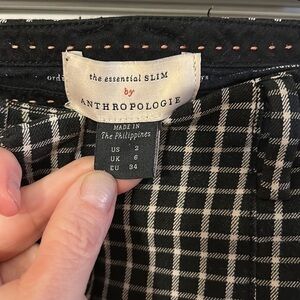 the essential SLIM
by
ANTHROPOLOGIE
MADE IN
The Philippines
US 2
UK 6
EU 34